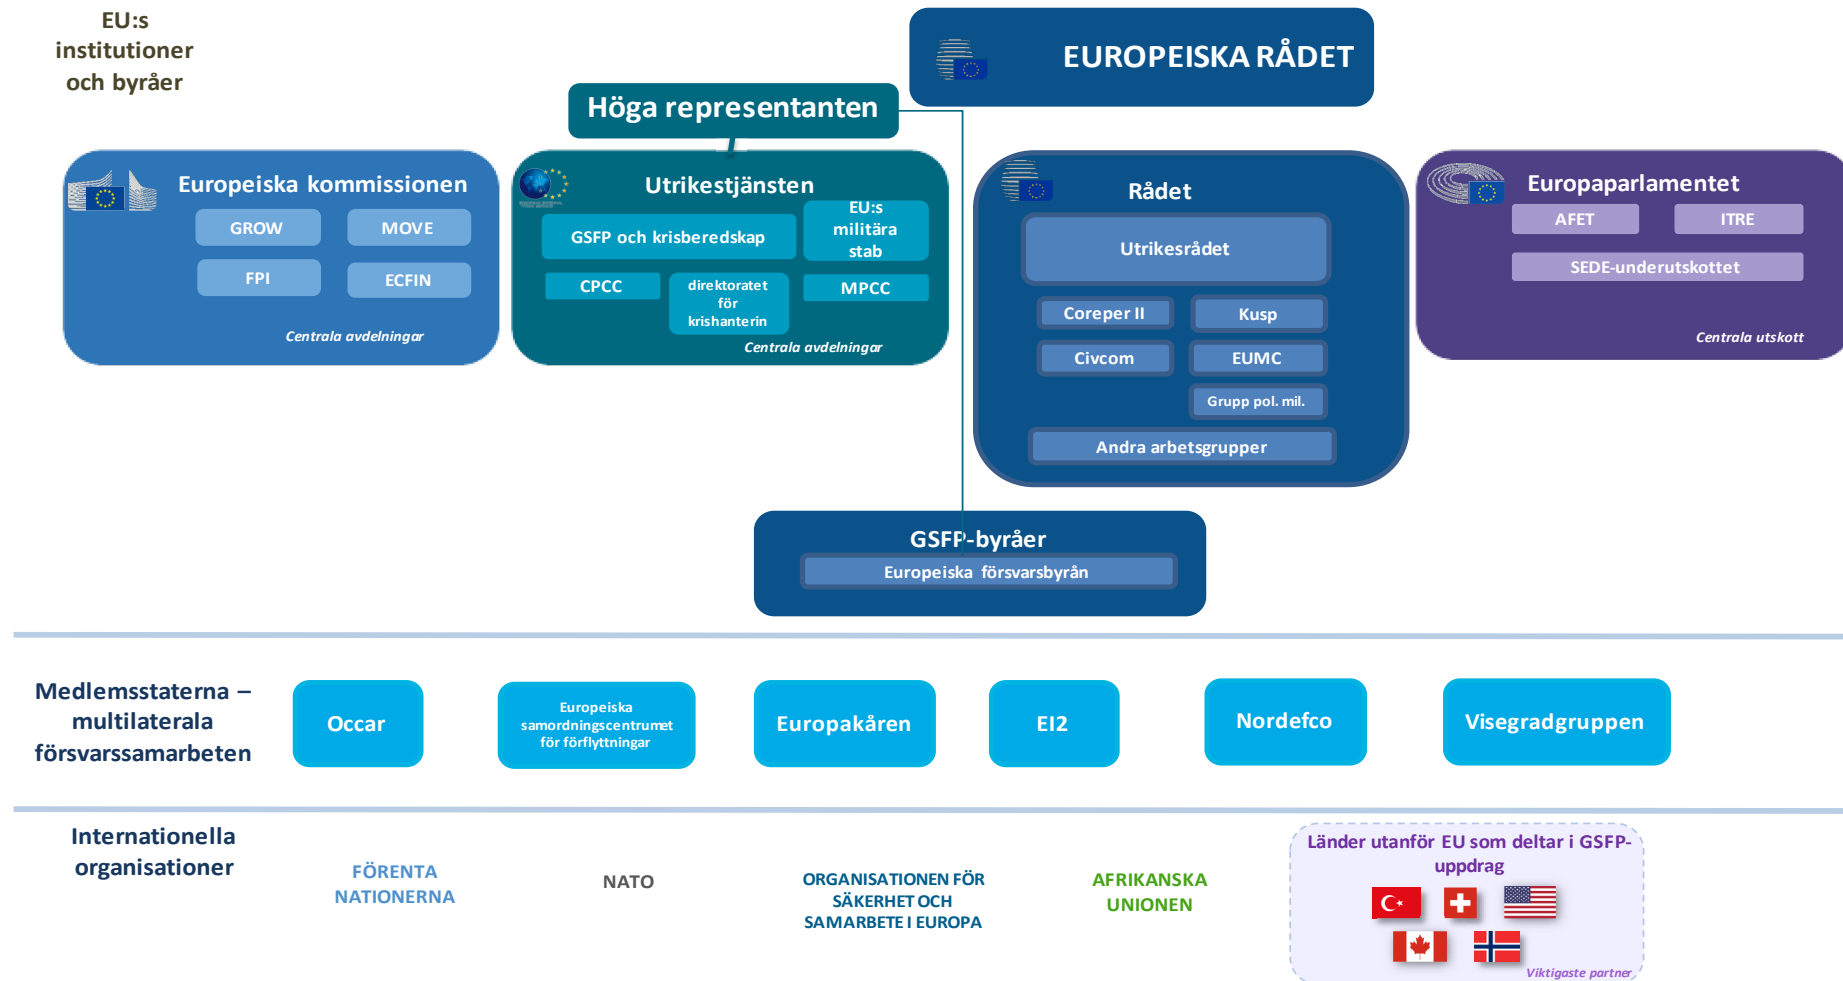 EU:s
institutioner
och byråer
EUROPEISKA RÅDET
Höga representanten
Europeiska kommissionen
GROW
MOVE
FPI
ECFIN
Centrala avdelningar
Utrikestjänsten
GSFP och krisberedskap
EU:s
militära
stab
CPCC
direktoratet
för
krishanterin
MPCC
Centrala avdelningar
Rådet
Utrikesrådet
Coreper II
Kusp
Civcom
EUMC
Grupp pol. mil.
Andra arbetsgrupper
Europaparlamentet
AFET
ITRE
SEDE-underutskottet
Centrala utskott
GSFP-byråer
Europeiska försvarsbyrån
Medlemsstaterna –
multilaterala
försvarssamarbeten
Occar
Europeiska
samordningscentrumet
för förflyttningar
Europakåren
EI2
Nordefco
Visegradgruppen
Internationella
organisationer
FÖRENTA
NATIONERNA
NATO
ORGANISATIONEN FÖR
SÄKERHET OCH
SAMARBETE I EUROPA
AFRIKANSKA
UNIONEN
Länder utanför EU som deltar i GSFP-
uppdrag
Viktigaste partner